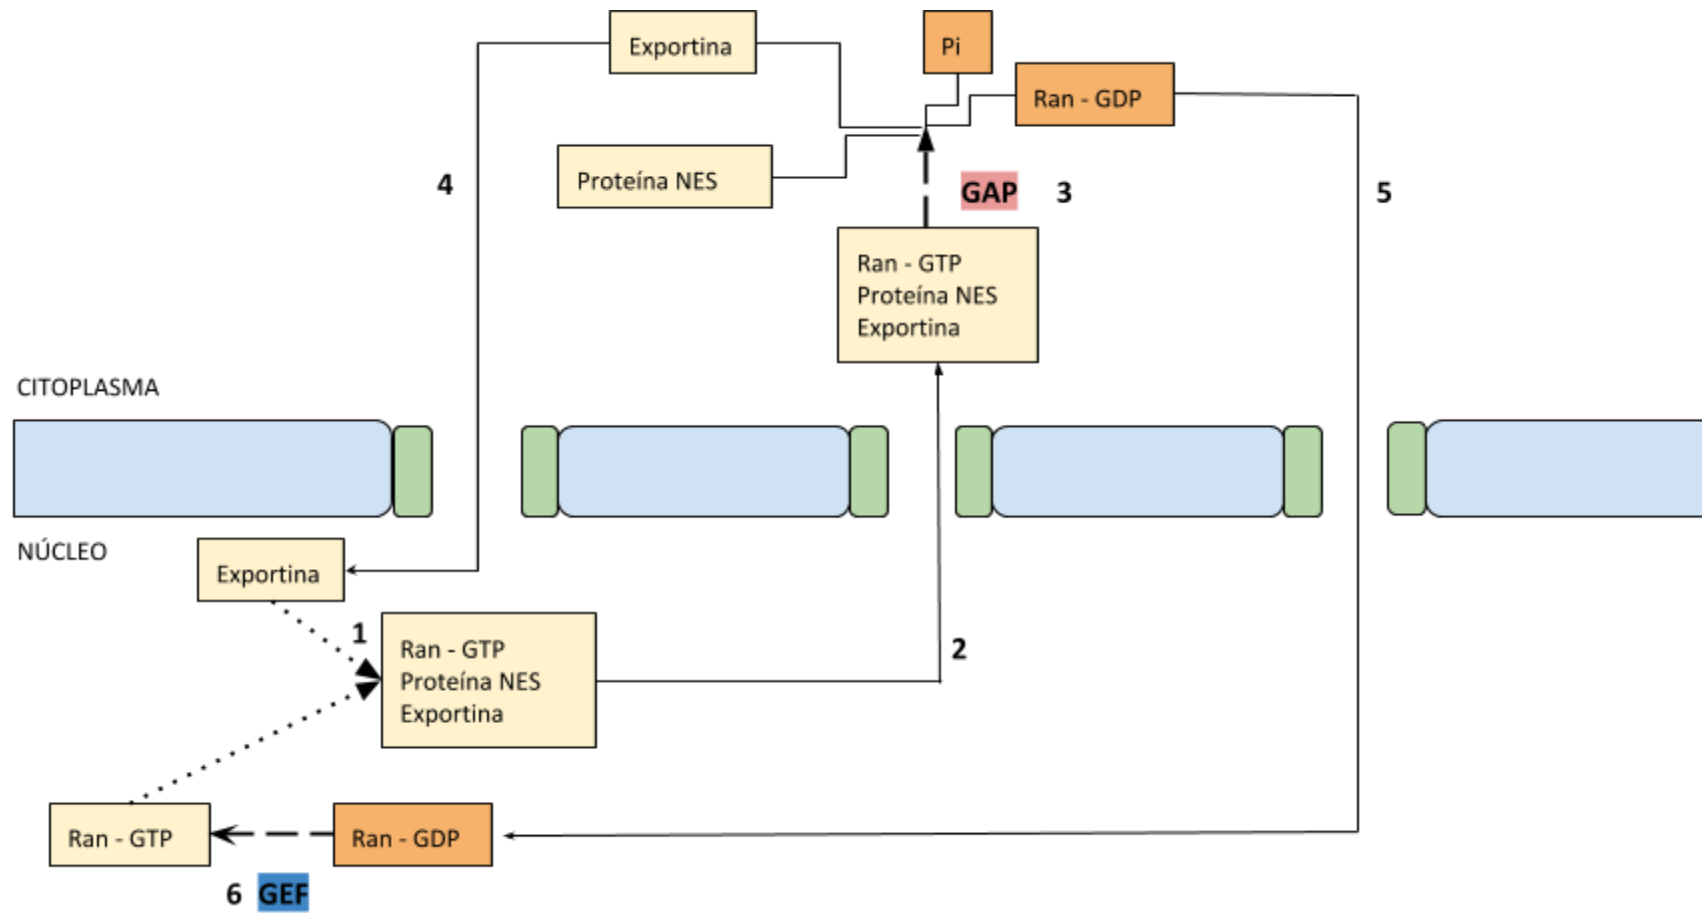 Exportina
Pi
Ran - GDP
Proteína NES
4
GAP
3
5
Ran - GTP
Proteína NES
Exportina
CITOPLASMA
NÚCLEO
Exportina
1
Ran - GTP
Proteína NES
Exportina
2
Ran - GTP
Ran - GDP
6 GEF